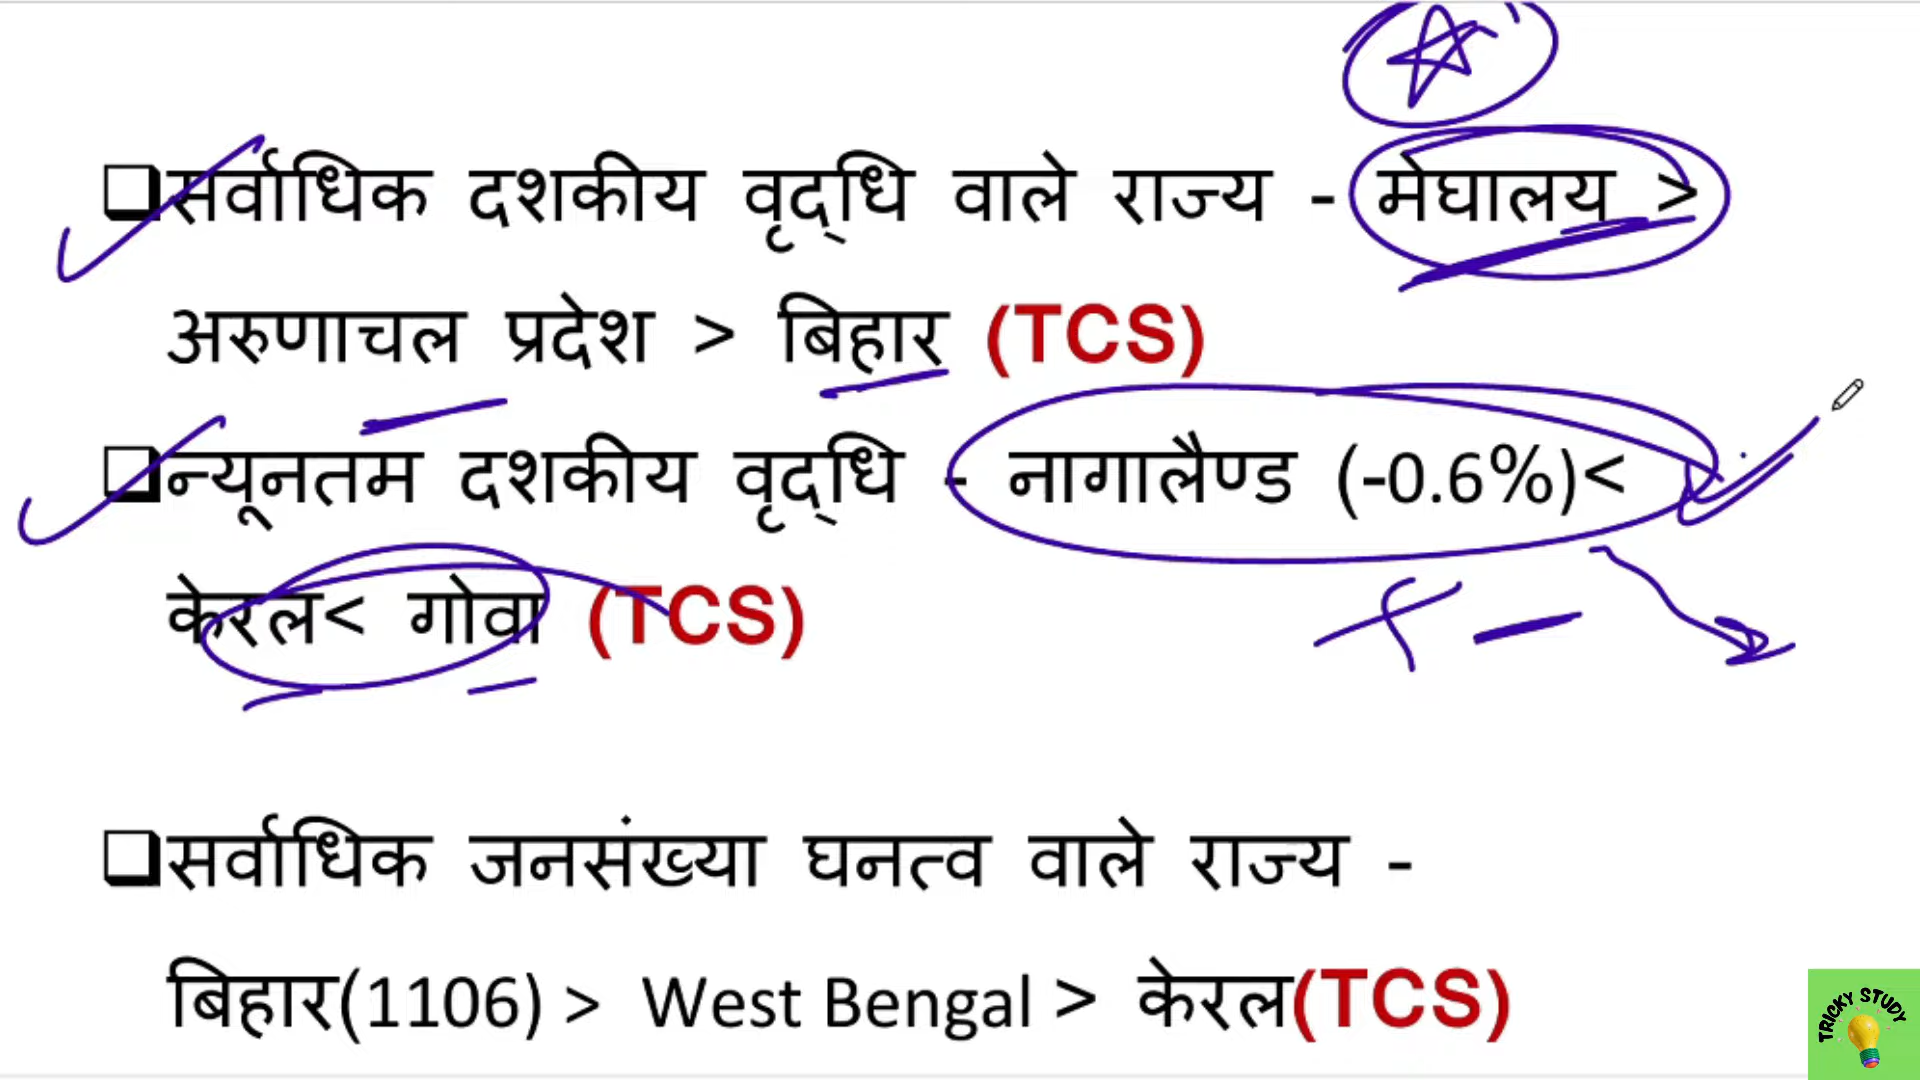 ❑सर्वाधिक दशकीय वृद्धि वाले राज्य - मेघालय >
अरुणाचल प्रदेश > बिहार (TCS)
❑न्यूनतम दशकीय वृद्धि - नागालैण्ड (-0.6%)<
केरल< गोवा (TCS)
❑सर्वाधिक जनसंख्या घनत्व वाले राज्य -
बिहार(1106) > West Bengal > केरल(TCS)
TRICKY STUDY